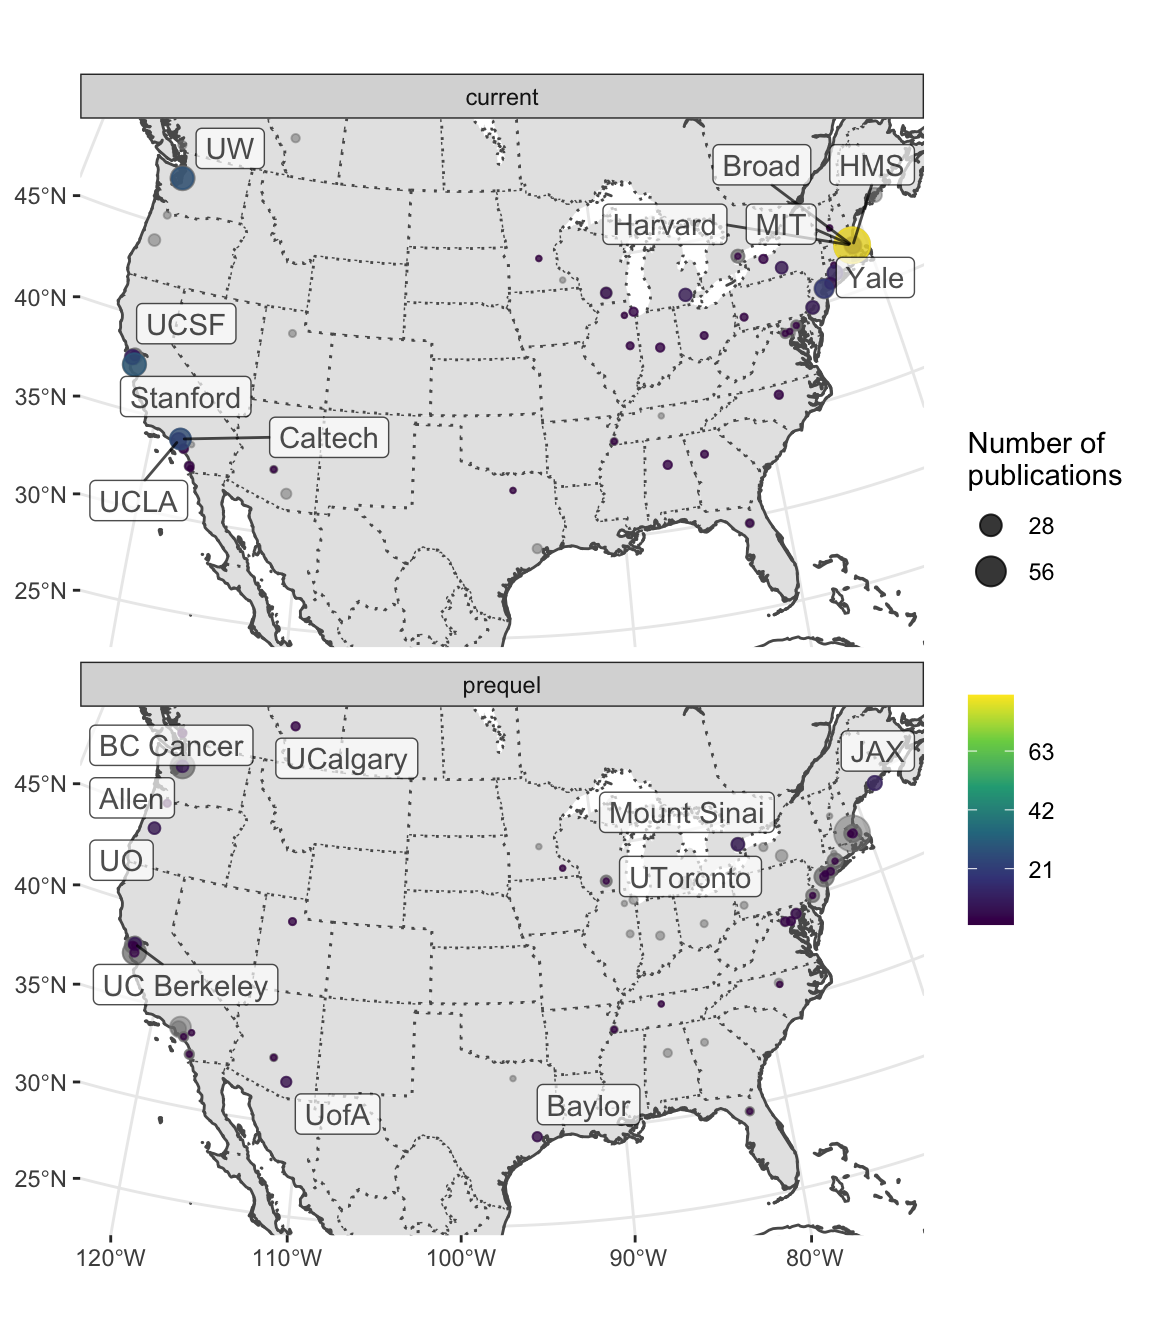 current
UW
Broad
HMS
Harvard
MIT
Yale
UCSF
Stanford
Caltech
UCLA
45°N
40°N
35°N
30°N
25°N
Number of
publications
28
56
63
42
21
prequel
BC Cancer
UCalgary
JAX
Allen
Mount Sinai
UO
UToronto
UC Berkeley
UofA
Baylor
45°N
40°N
35°N
30°N
25°N
120°W
110°W
100°W
90°W
80°W